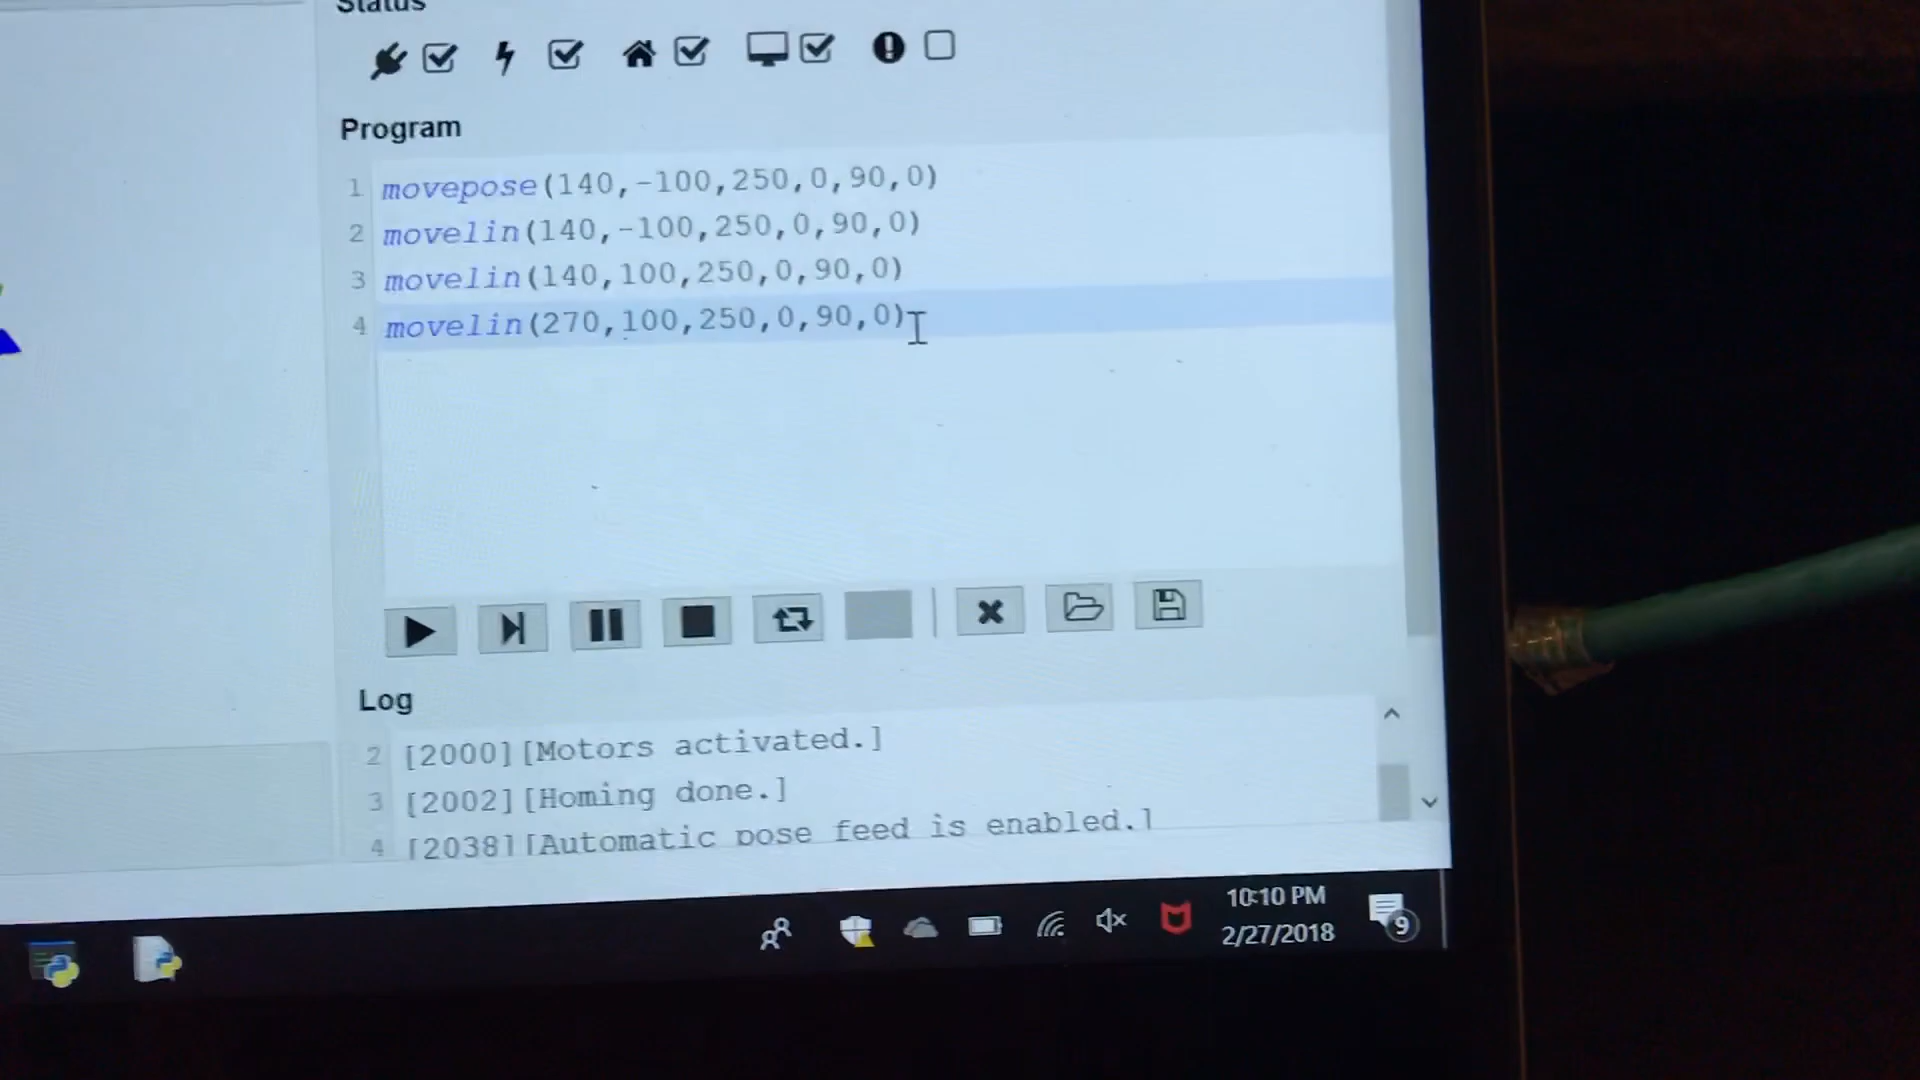 Status
Program
1 movepose(140,-100,250,0,90,0)
2 movelin(140,-100,250,0,90,0)
3 movelin(140,100,250,0,90,0)
4 movelin(270,100,250,0,90,0)
Log
2 [2000][Motors activated.]
3 [2002][Homing done.]
4 [2038][Automatic pose feed is enabled.]
10:10 PM
2/27/2018
9